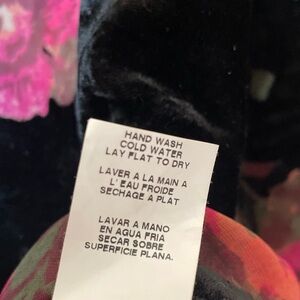 HAND WASH
COLD WATER
LAY FLAT TO DRY
LAVER A LA MAIN A
L' EAU FROIDE
SECHAGE A PLAT
LAVAR A MANO
EN AGUA FRIA
SECAR SOBRE
SUPERFICIE PLANA.